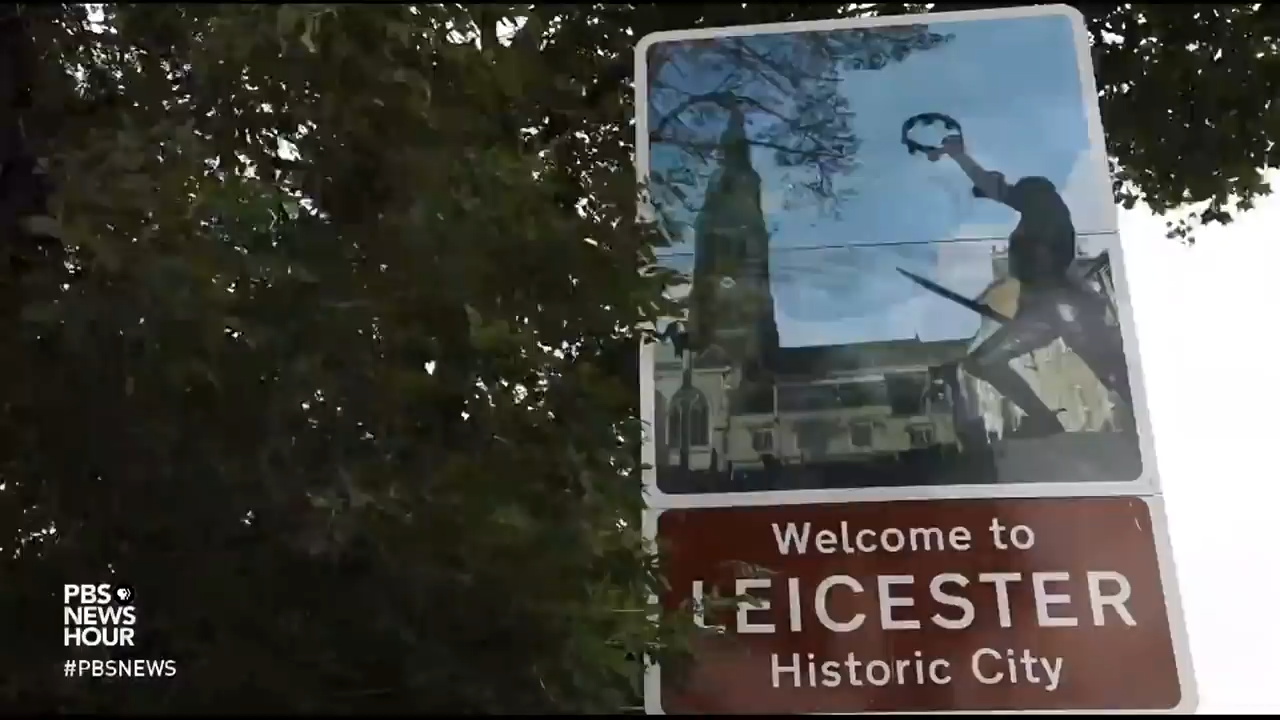 Welcome to
LEICESTER
Historic City
PBS
NEWS
HOUR
#PBSNEWS